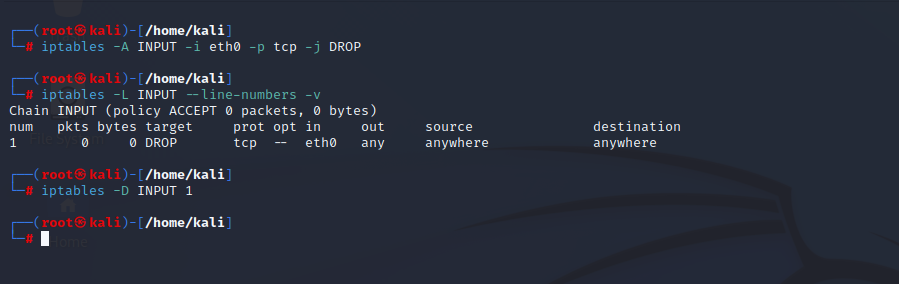 ┌──(root㉿kali)-[/home/kali]
└─# iptables -A INPUT -i eth0 -p tcp -j DROP
┌──(root㉿kali)-[/home/kali]
└─# iptables -L INPUT --line-numbers -v
Chain INPUT (policy ACCEPT 0 packets, 0 bytes)
num   pkts bytes target     prot opt in     out     source               destination
1        0     0 DROP       tcp  --  eth0   any     anywhere             anywhere
┌──(root㉿kali)-[/home/kali]
└─# iptables -D INPUT 1
┌──(root㉿kali)-[/home/kali]
└─#
Home